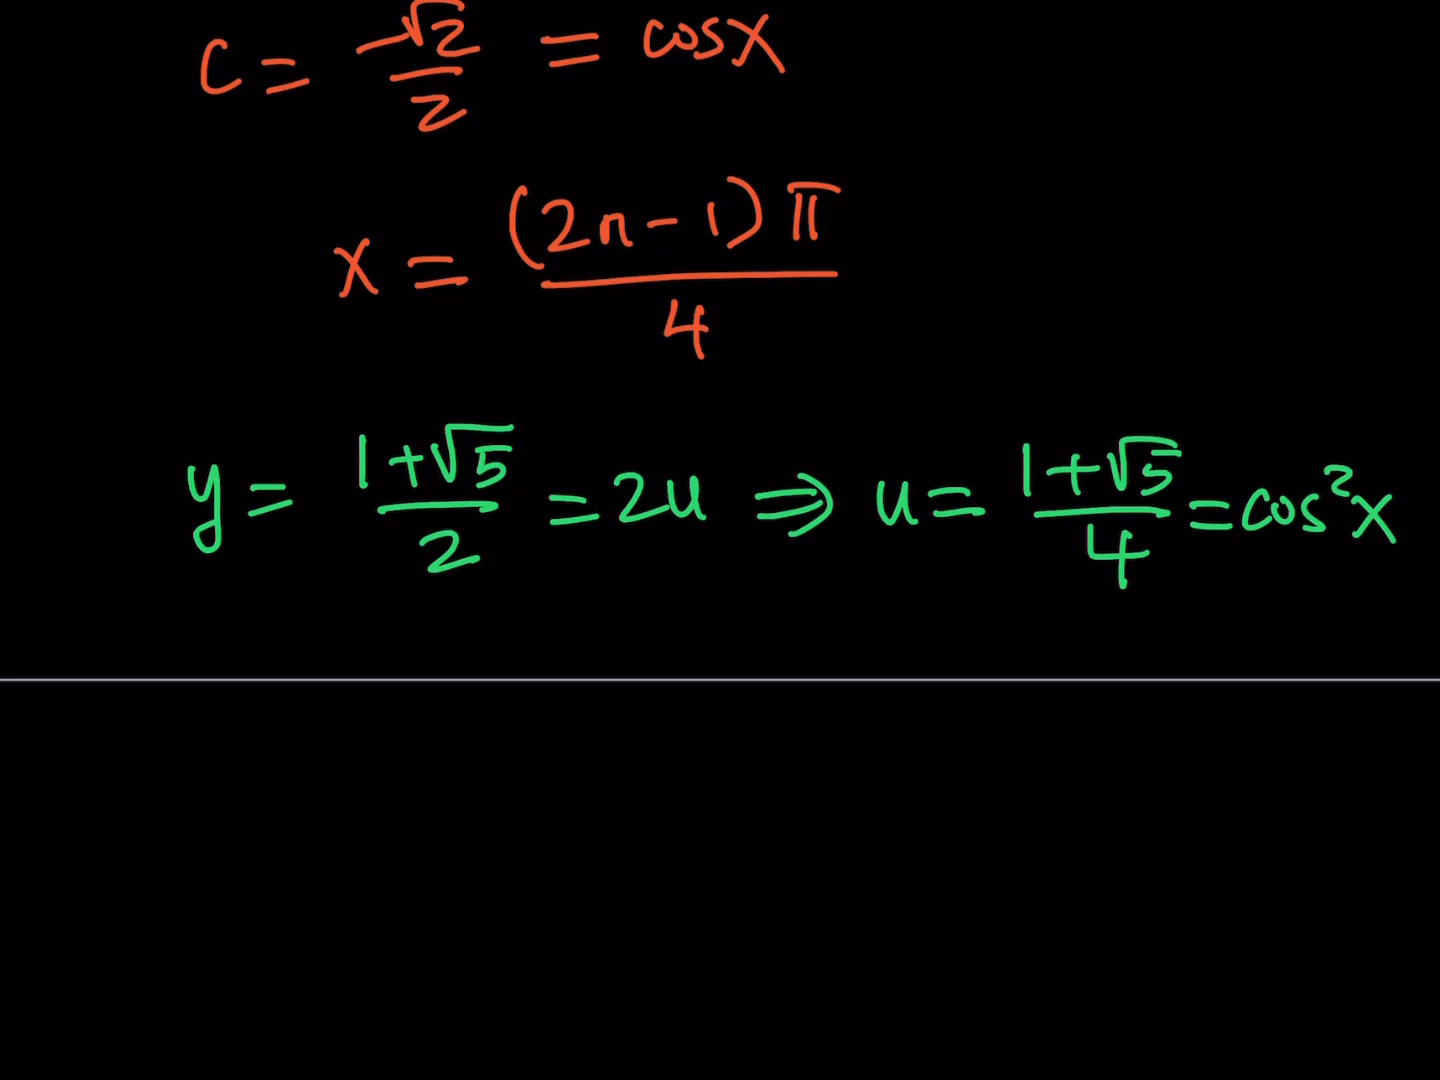 c = -√2/2 = cosx
x = (2n-1)π/4
y = (1+√5)/2 = 2u ⇒ u = (1+√5)/4 = cos²x